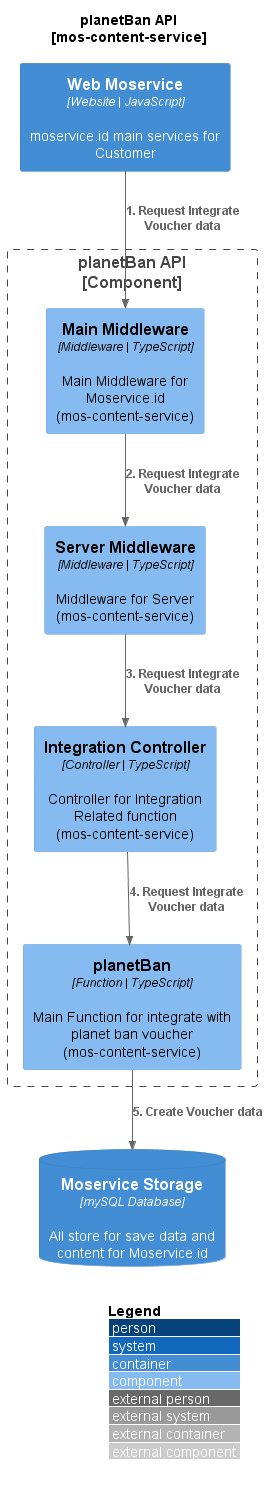 planetBan API
[mos-content-service]
Web Moservice
[Website | JavaScript]
moservice.id main services for
Customer
1. Request Integrate
Voucher data
planetBan API
[Component]
Main Middleware
[Middleware | TypeScript]
Main Middleware for
Moservice.id
(mos-content-service)
2. Request Integrate
Voucher data
Server Middleware
[Middleware | TypeScript]
Middleware for Server
(mos-content-service)
3. Request Integrate
Voucher data
Integration Controller
[Controller | TypeScript]
Controller for Integration
Related function
(mos-content-service)
4. Request Integrate
Voucher data
planetBan
[Function | TypeScript]
Main Function for integrate with
planet ban voucher
(mos-content-service)
5. Create Voucher data
Moservice Storage
[mySQL Database]
All store for save data and
content for Moservice.id
Legend
person
system
container
component
external person
external system
external container
external component